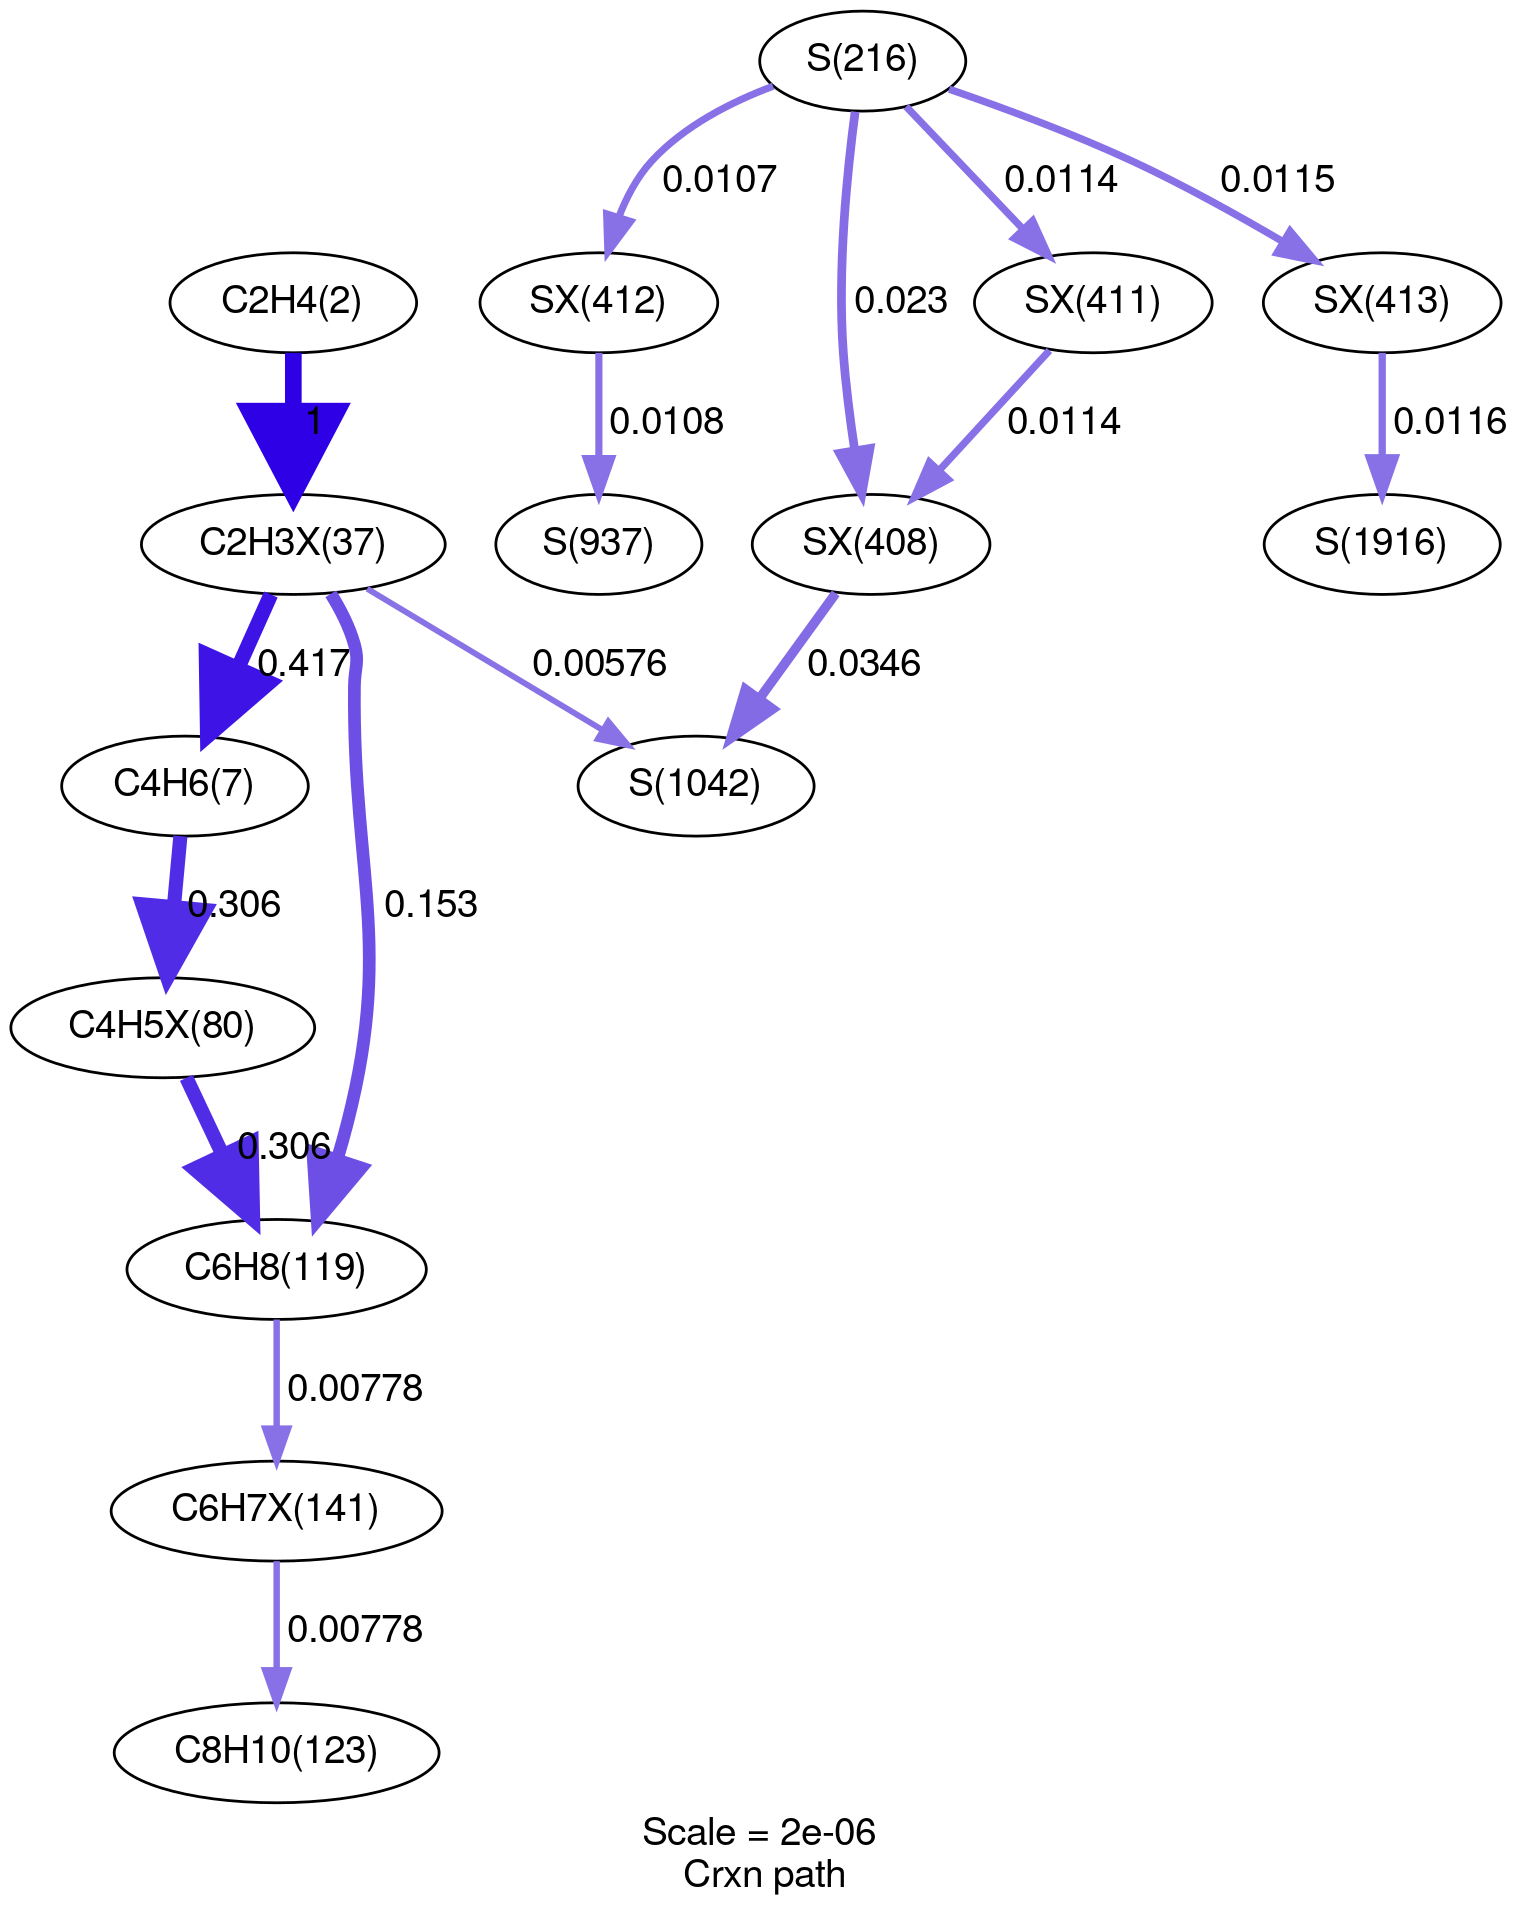 S(216)
0.0107
0.0114
0.0115
C2H4(2)
SX(412)
0.023
SX(411)
SX(413)
1
0.0108
0.0114
0.0116
C2H3X(37)
S(937)
SX(408)
S(1916)
0.417
0.00576
0.0346
C4H6(7)
S(1042)
0.306
0.153
C4H5X(80)
0.306
C6H8(119)
0.00778
C6H7X(141)
0.00778
C8H10(123)
Scale = 2e-06
Crxn path